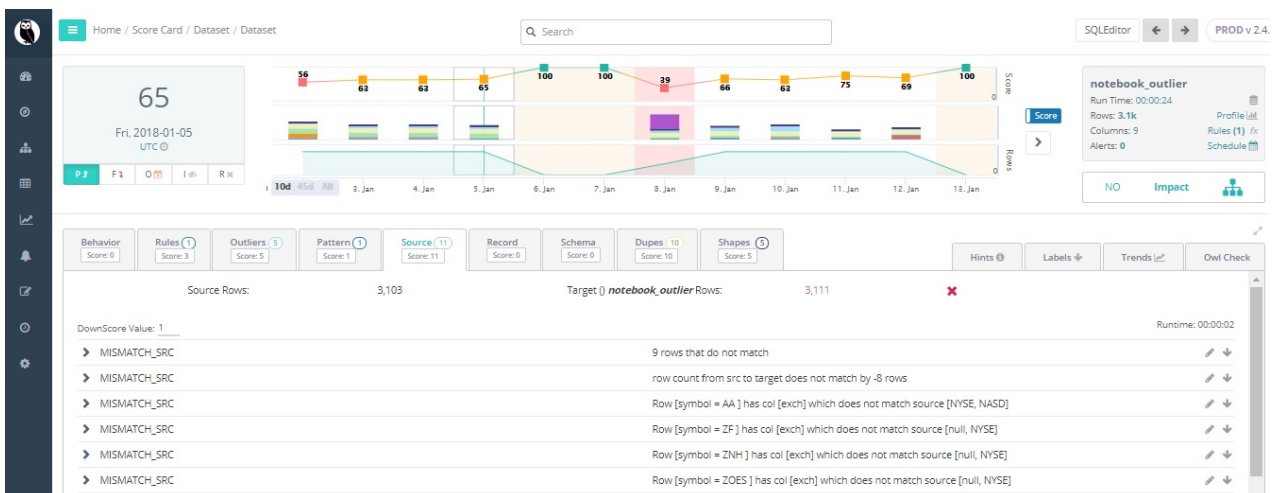 Home / Score Card / Dataset / Dataset
Search
SQLEditor
PROD v 2.4.
65
Fri, 2018-01-05
UTC
P F O I R
56 63 63 65 100 100 39 66 63 75 69 100
Score
0
Rows
0
10d 45d All
3. Jan 4. Jan 5. Jan 6. Jan 7. Jan 8. Jan 9. Jan 10. Jan 11. Jan 12. Jan 13. Jan
Score
notebook_outlier
Run Time: 00:00:24
Rows: 3.1k Profile
Columns: 9 Rules (1) fx
Alerts: 0 Schedule
NO Impact
Behavior Score: 0
Rules 1 Score: 3
Outliers 5 Score: 5
Pattern 1 Score: 1
Source 11 Score: 11
Record Score: 0
Schema Score: 0
Dupes 10 Score: 10
Shapes 5 Score: 5
Hints
Labels
Trends
Owl Check
Source Rows: 3,103 Target () notebook_outlier Rows: 3,111
DownScore Value: 1 Runtime: 00:00:02
MISMATCH_SRC 9 rows that do not match
MISMATCH_SRC row count from src to target does not match by -8 rows
MISMATCH_SRC Row [symbol = AA ] has col [exch] which does not match source [NYSE, NASD]
MISMATCH_SRC Row [symbol = ZF ] has col [exch] which does not match source [null, NYSE]
MISMATCH_SRC Row [symbol = ZNH ] has col [exch] which does not match source [null, NYSE]
MISMATCH_SRC Row [symbol = ZOES ] has col [exch] which does not match source [null, NYSE]